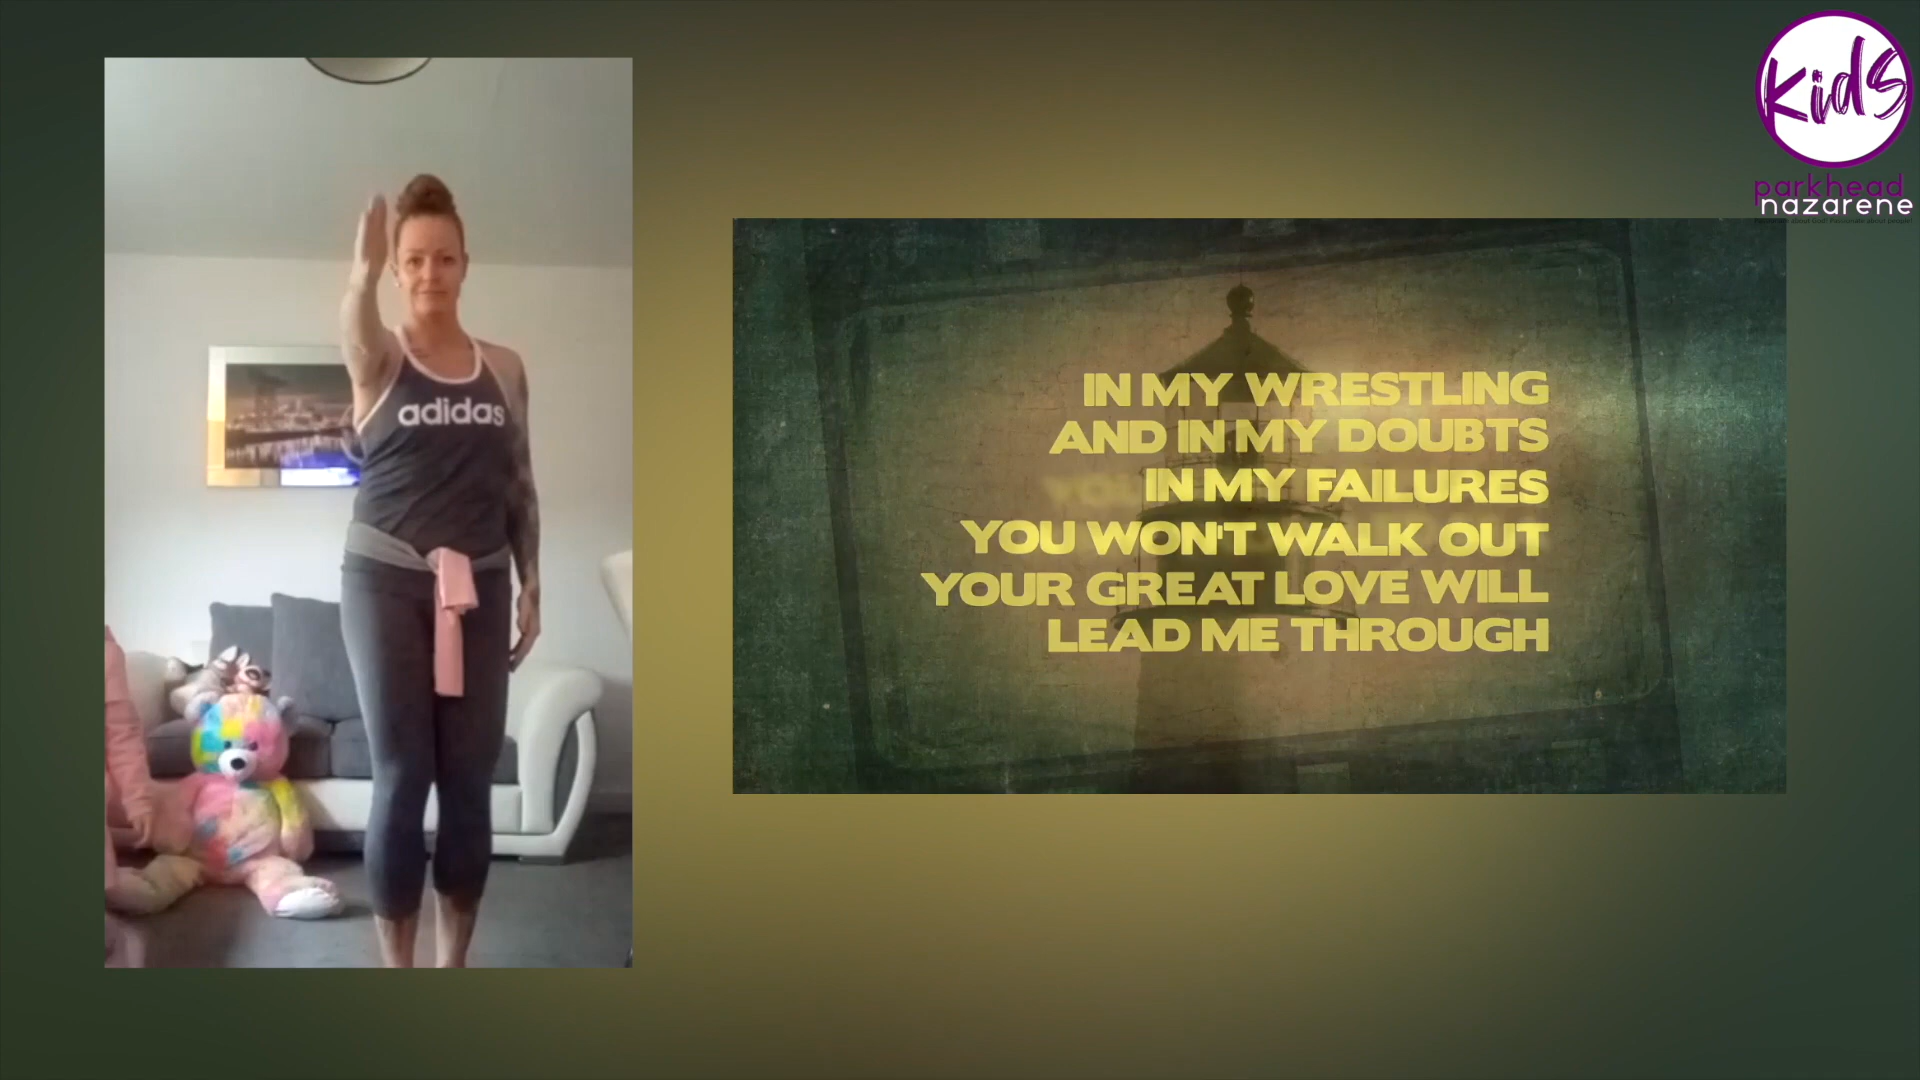 kids
parkhead
nazarene
adidas
IN MY WRESTLING
AND IN MY DOUBTS
IN MY FAILURES
YOU WON'T WALK OUT
YOUR GREAT LOVE WILL
LEAD ME THROUGH